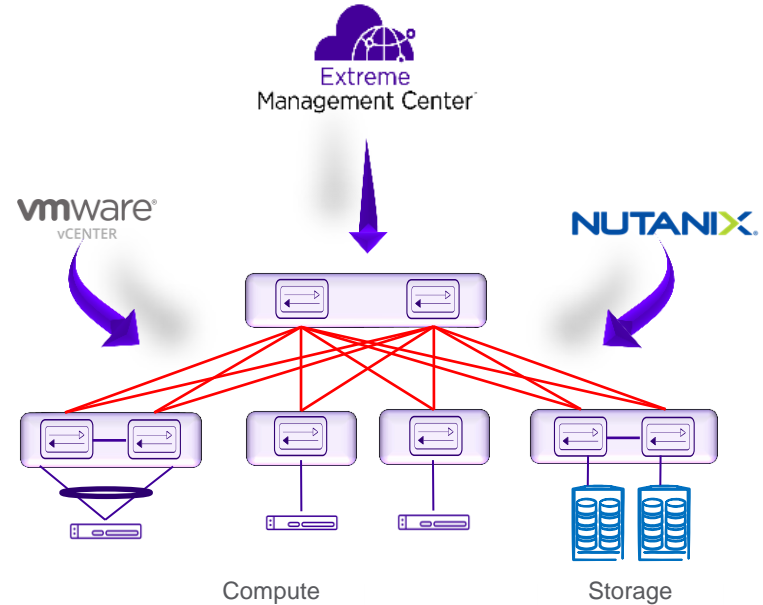 Extreme
Management Center
vmware®
vCENTER
NUTANIX.
Compute
Storage